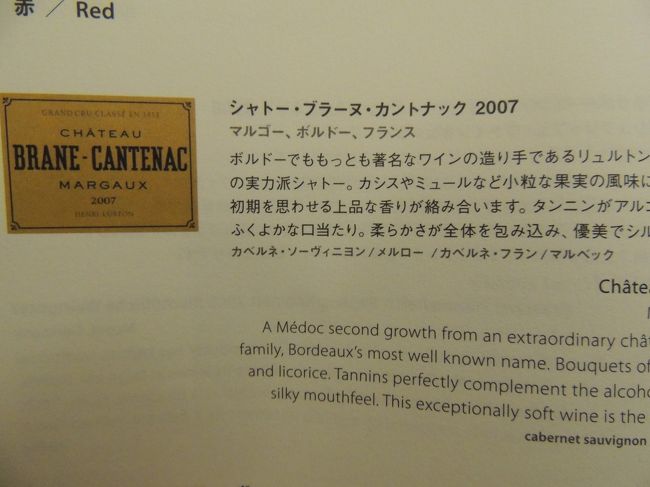 赤 ／ Red
GRAND CRU CLASSÉ EN 1855
CHÂTEAU
BRANE-CANTENAC
MARGAUX
2007
HENRI LURTON
シャトー・ブラーヌ・カントナック 2007
マルゴー、ボルドー、フランス
ボルドーでももっとも著名なワインの造り手であるリュルトン
の実力派シャトー。カシスやミュールなど小粒な果実の風味に
初期を思わせる上品な香りが絡み合います。タンニンがアルコ
ふくよかな口当たり。柔らかさが全体を包み込み、優美でシル
カベルネ・ソーヴィニヨン/メルロー /カベルネ・フラン/マルベック
Châte
A Médoc second growth from an extraordinary chât
family, Bordeaux's most well known name. Bouquets of
and licorice. Tannins perfectly complement the alcoho
silky mouthfeel. This exceptionally soft wine is the
cabernet sauvignon